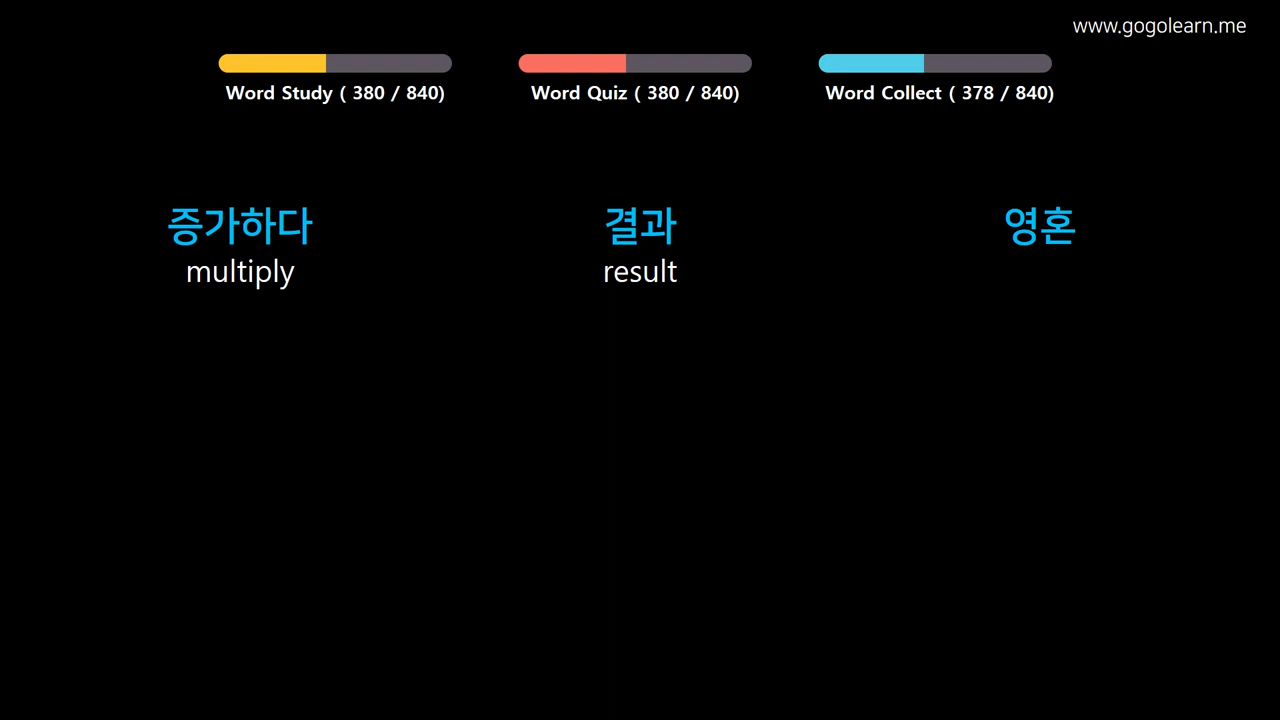 www.gogolearn.me
Word Study ( 380 / 840)
Word Quiz ( 380 / 840)
Word Collect ( 378 / 840)
증가하다
multiply
결과
result
영혼